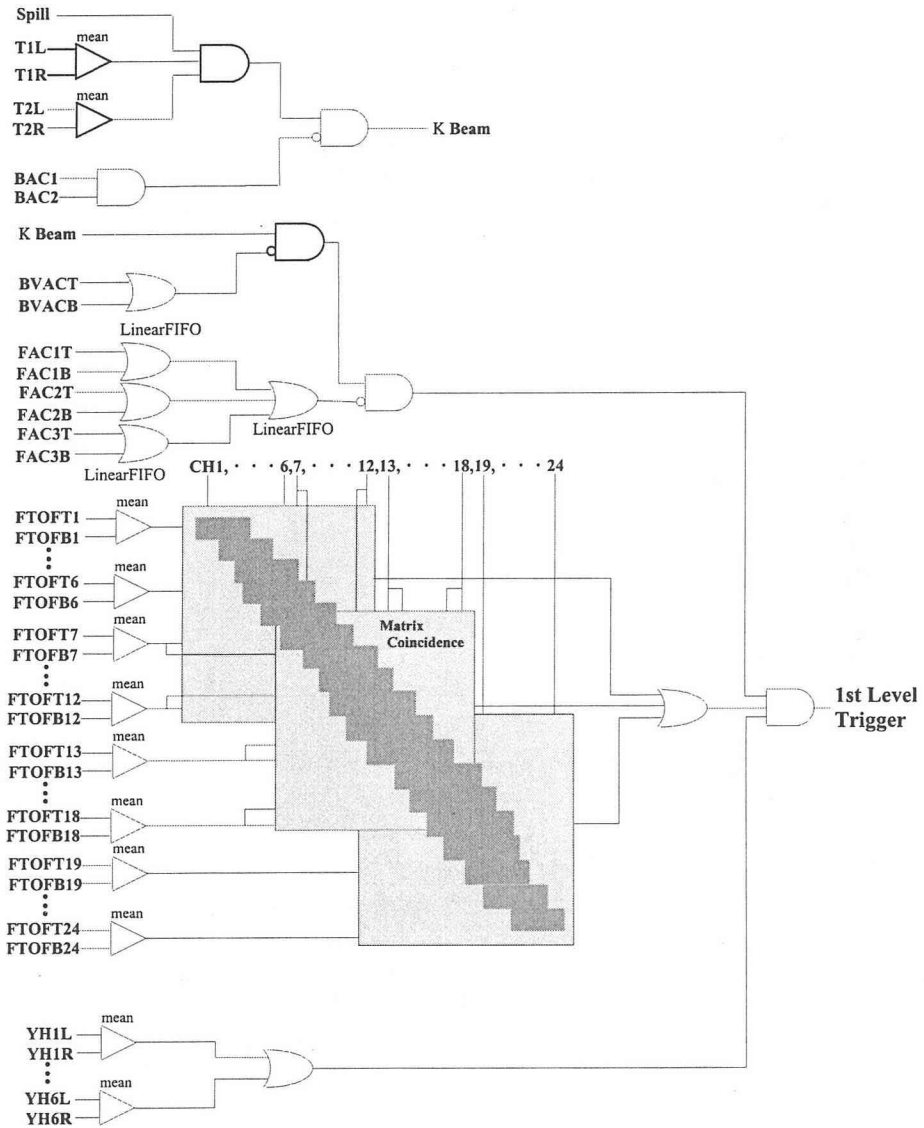 Spill
mean
T1L
T1R
mean
T2L
T2R
K Beam
BAC1
BAC2
K Beam
BVACT
BVACB
LinearFIFO
FAC1T
FAC1B
FAC2T
FAC2B
FAC3T
FAC3B
LinearFIFO
LinearFIFO
CH1, · · · 6,7, · · · 12,13, · · · 18,19, · · · 24
mean
FTOFT1
FTOFB1
mean
FTOFT6
FTOFB6
mean
FTOFT7
FTOFB7
mean
FTOFT12
FTOFB12
mean
FTOFT13
FTOFB13
mean
FTOFT18
FTOFB18
mean
FTOFT19
FTOFB19
mean
FTOFT24
FTOFB24
Matrix
Coincidence
1st Level
Trigger
mean
YH1L
YH1R
mean
YH6L
YH6R